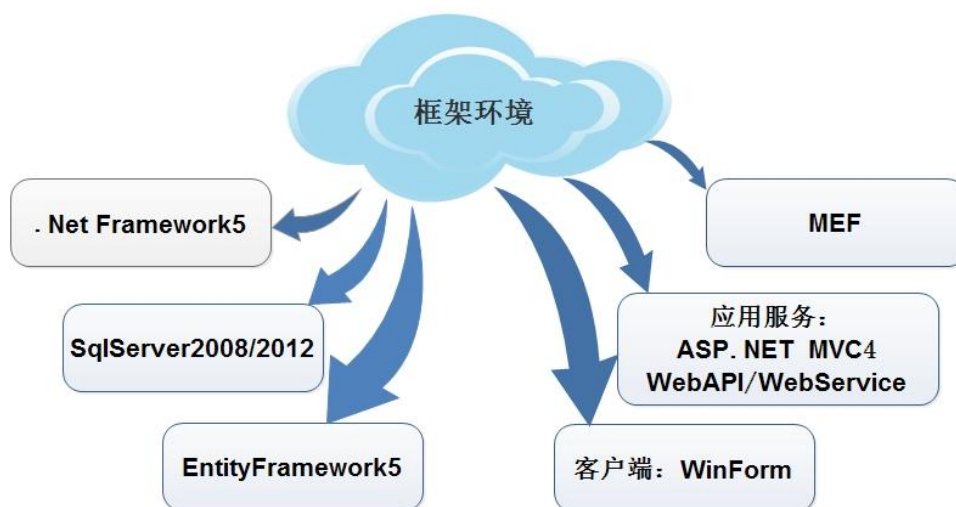 框架环境
. Net Framework5
MEF
SqlServer2008/2012
应用服务：
ASP. NET MVC4
WebAPI/WebService
EntityFramework5
客户端：WinForm